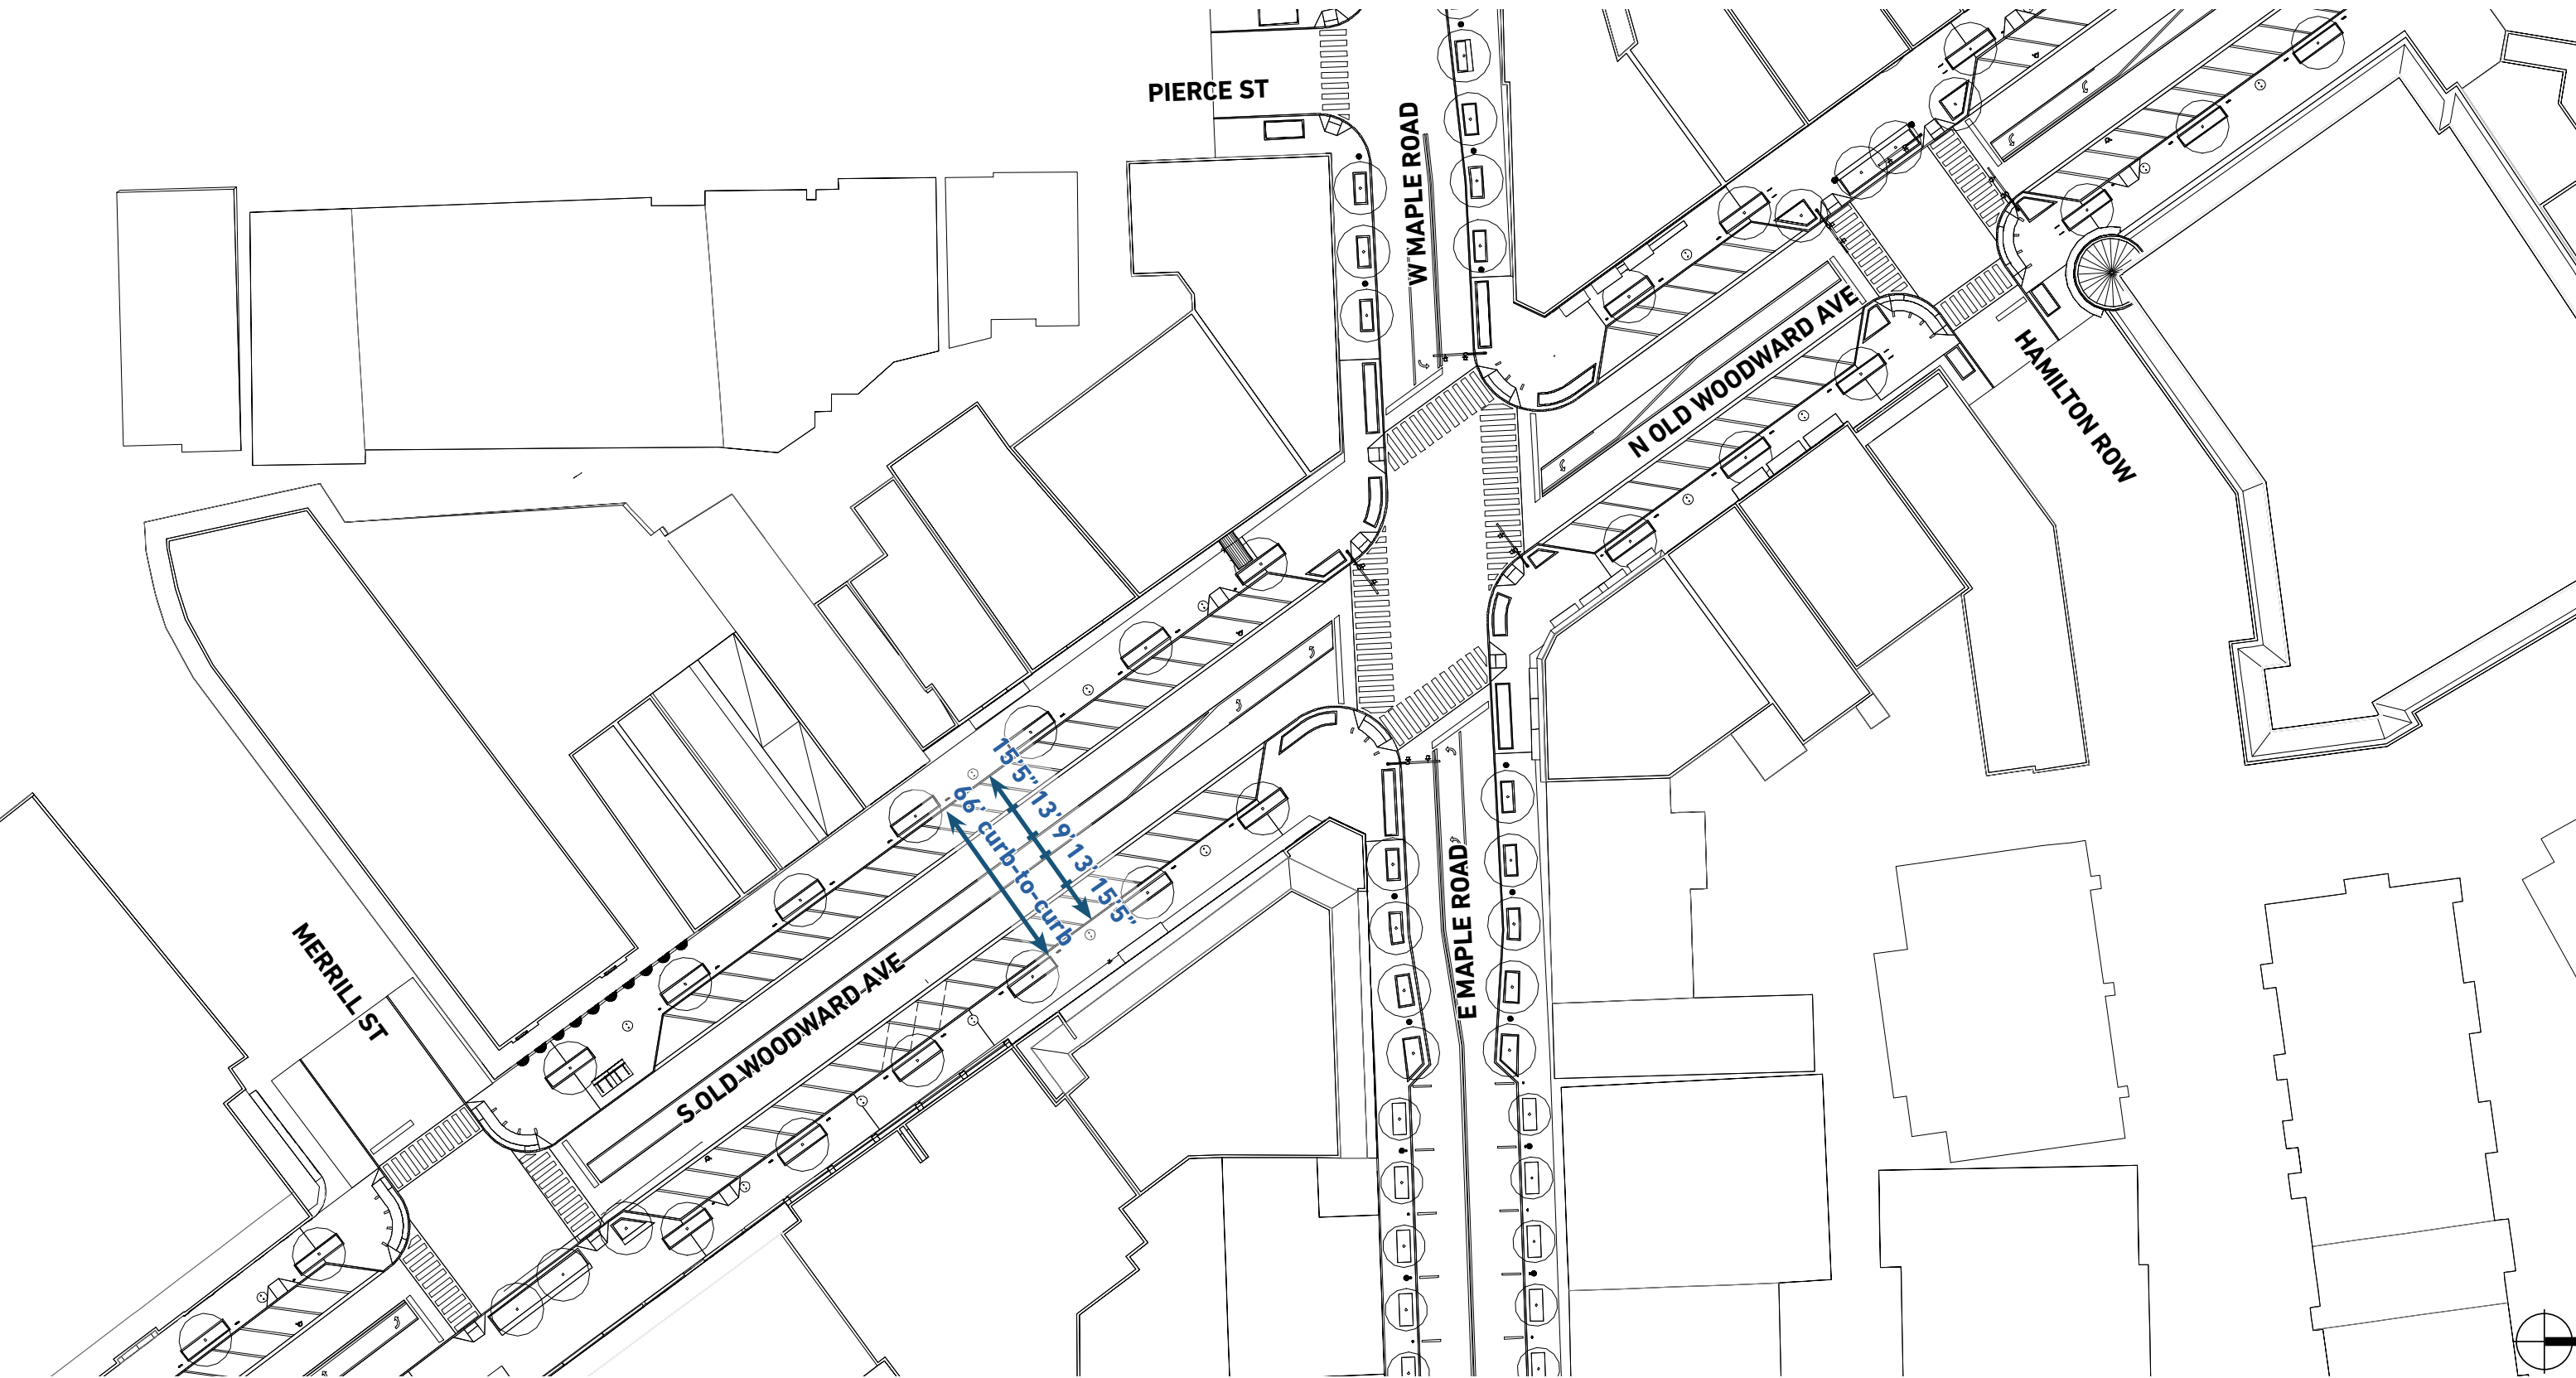 PIERCE ST
W MAPLE ROAD
N OLD WOODWARD AVE
HAMILTON ROW
15'5" 13' 9' 13' 15'5"
66' curb-to-curb
MERRILL ST
S OLD WOODWARD AVE
E MAPLE ROAD